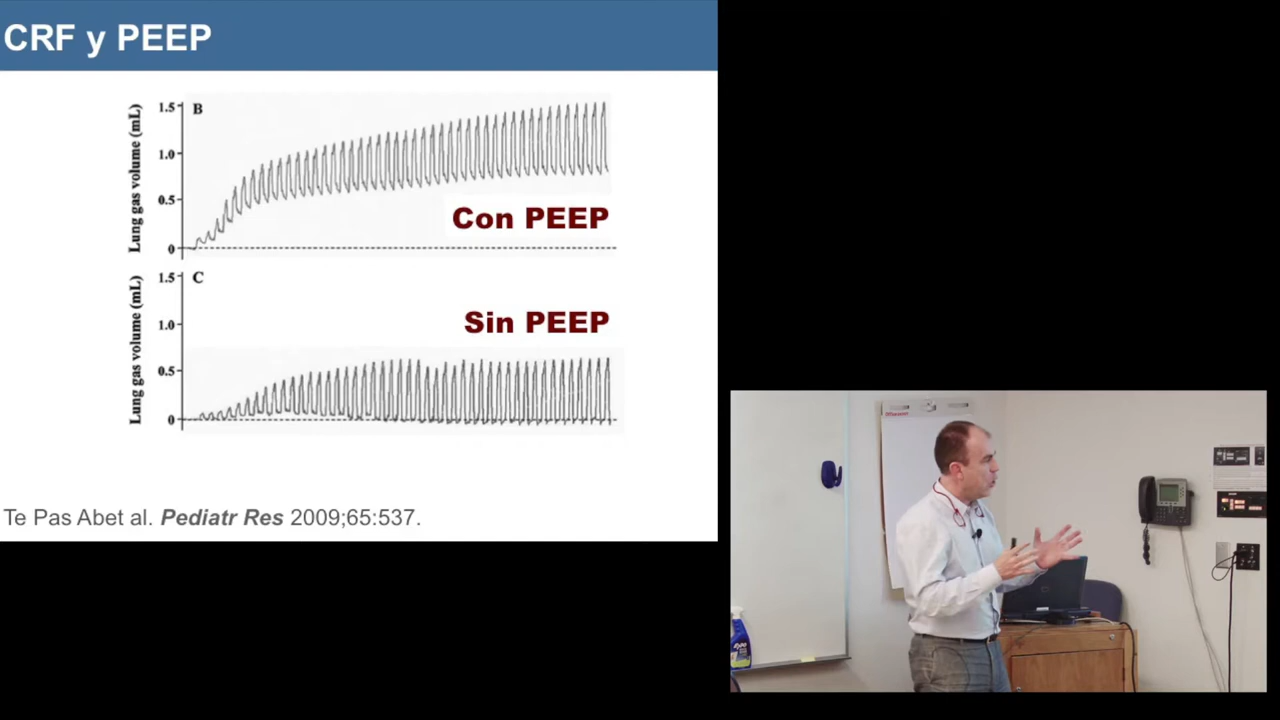 CRF y PEEP
Lung gas volume (mL)
B
1.5
1.0
0.5
0
Con PEEP
Lung gas volume (mL)
C
1.5
1.0
0.5
0
Sin PEEP
Te Pas Abet al. Pediatr Res 2009;65:537.
EXPO